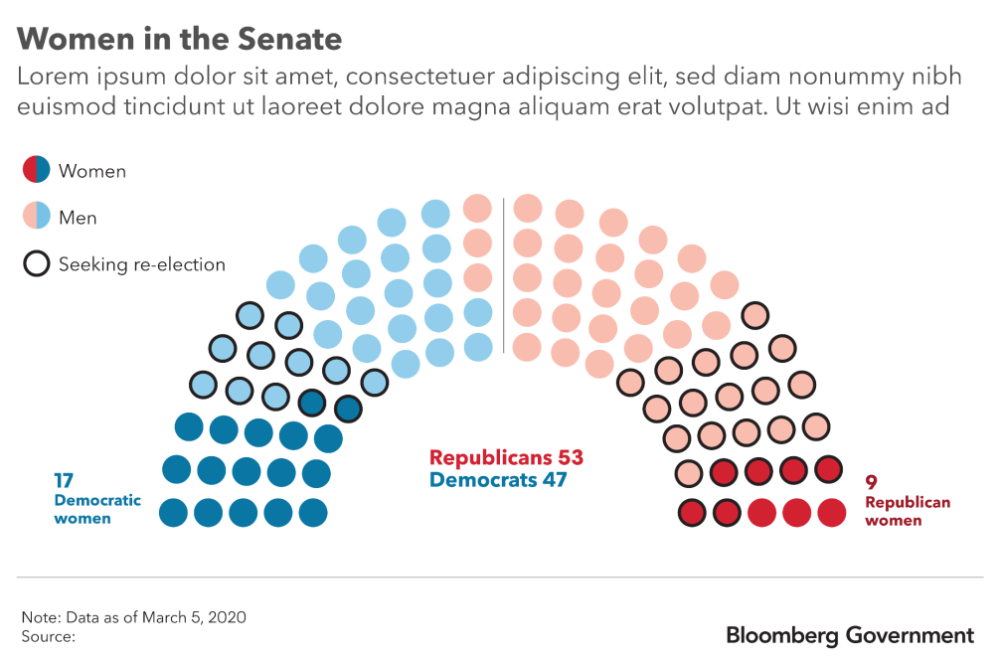 Women in the Senate
Lorem ipsum dolor sit amet, consectetuer adipiscing elit, sed diam nonummy nibh
euismod tincidunt ut laoreet dolore magna aliquam erat volutpat. Ut wisi enim ad
Women
Men
Seeking re-election
Republicans 53
Democrats 47
17
Democratic
women
9
Republican
women
Note: Data as of March 5, 2020
Source:
Bloomberg Government